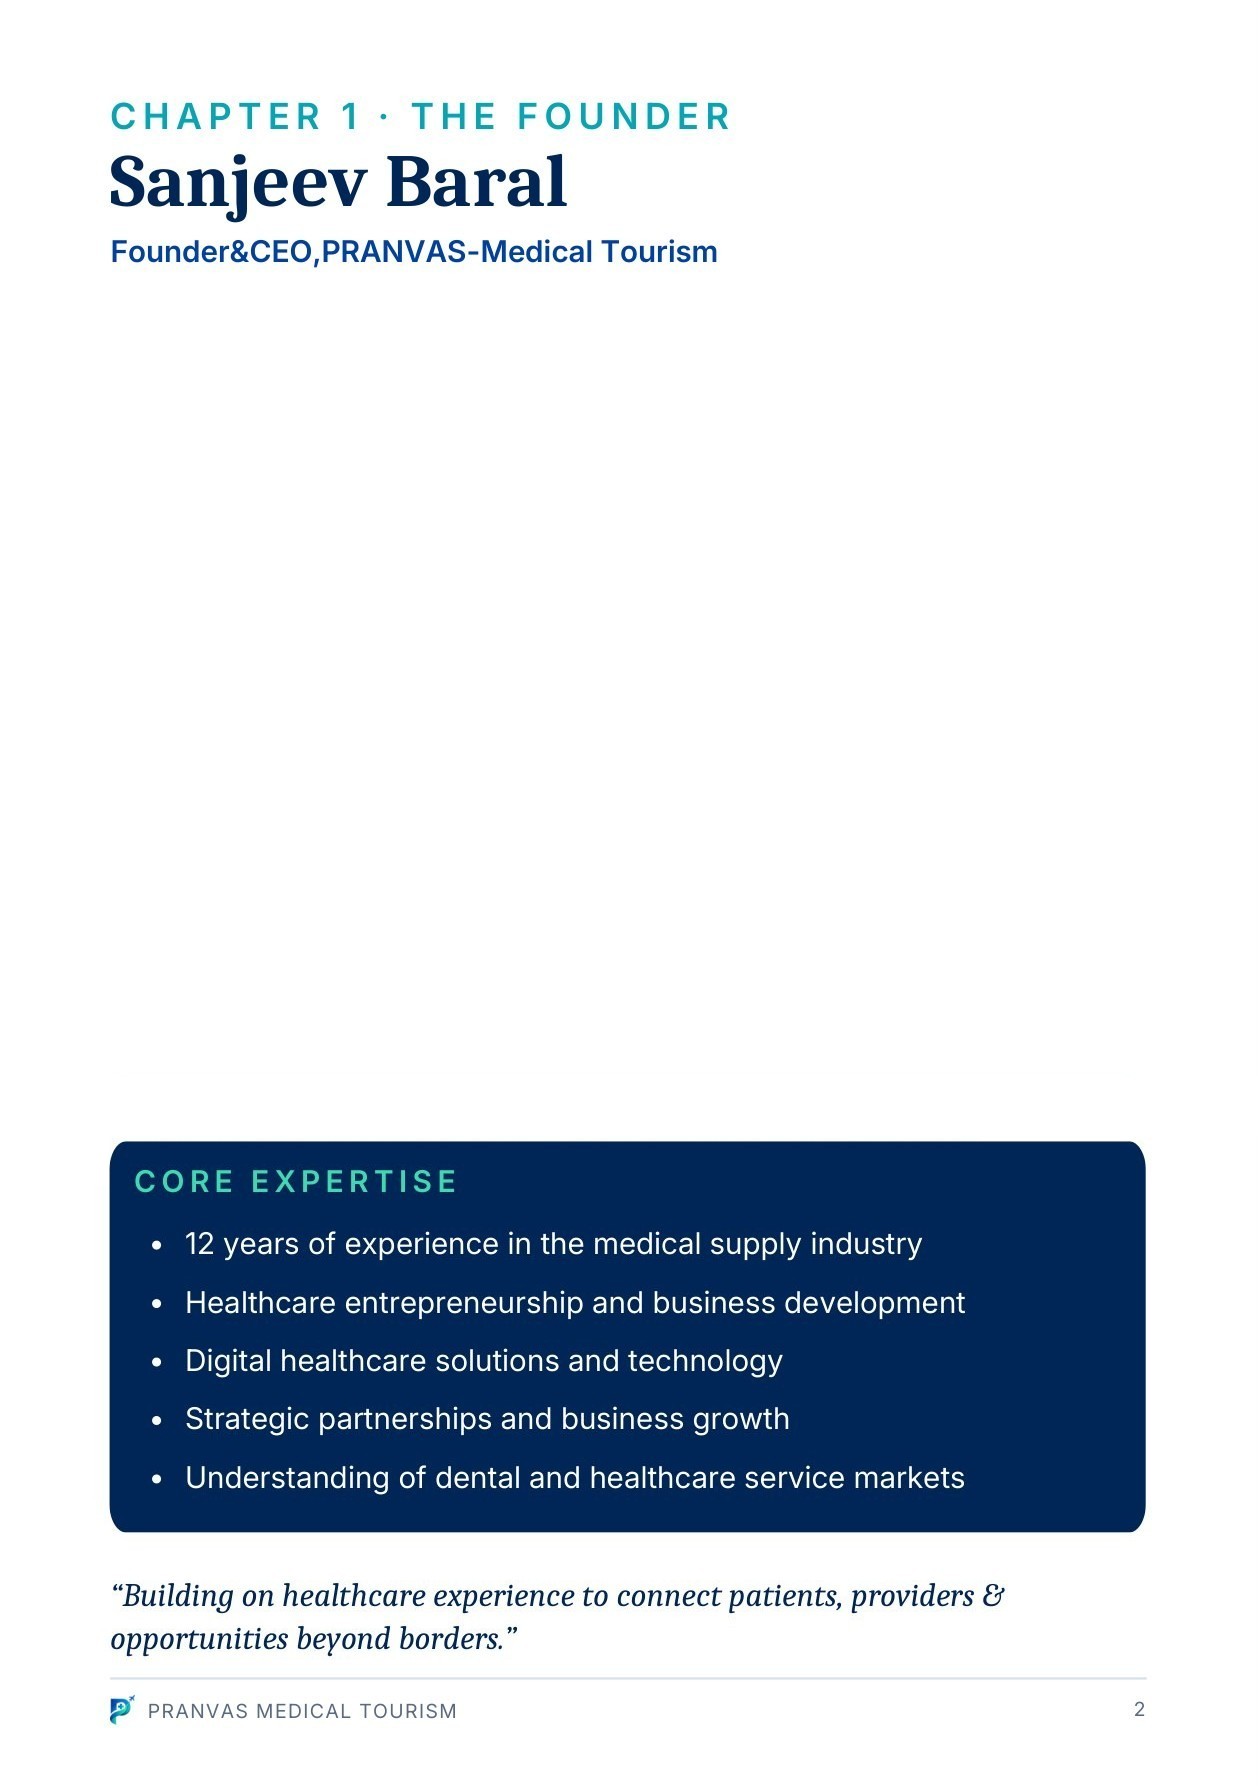 CHAPTER 1 · THE FOUNDER
Sanjeev Baral
Founder&CEO,PRANVAS-Medical Tourism
CORE EXPERTISE
• 12 years of experience in the medical supply industry
• Healthcare entrepreneurship and business development
• Digital healthcare solutions and technology
• Strategic partnerships and business growth
• Understanding of dental and healthcare service markets
“Building on healthcare experience to connect patients, providers &
opportunities beyond borders.”
PRANVAS MEDICAL TOURISM
2